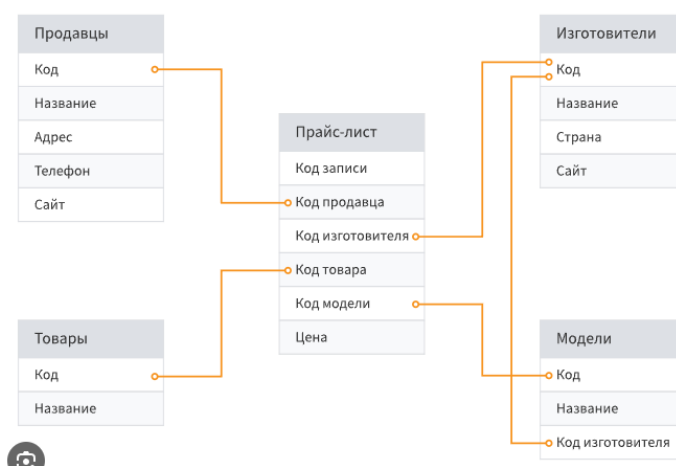 Продавцы
Код
Название
Адрес
Телефон
Сайт
Прайс-лист
Код записи
Код продавца
Код изготовителя
Код товара
Код модели
Цена
Изготовители
Код
Название
Страна
Сайт
Товары
Код
Название
Модели
Код
Название
Код изготовителя